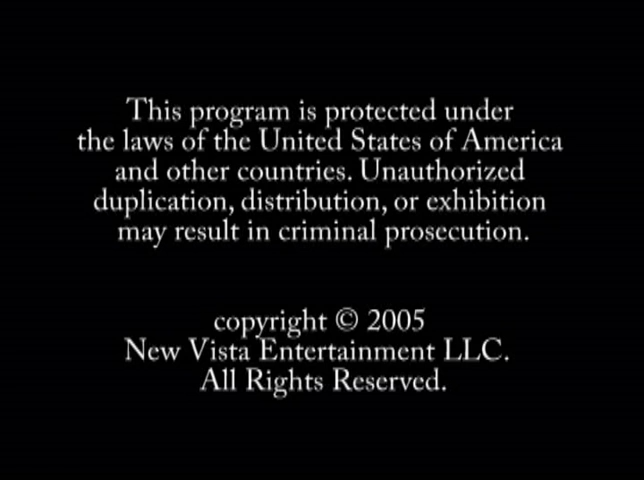 This program is protected under
the laws of the United States of America
and other countries. Unauthorized
duplication, distribution, or exhibition
may result in criminal prosecution.
copyright © 2005
New Vista Entertainment LLC.
All Rights Reserved.